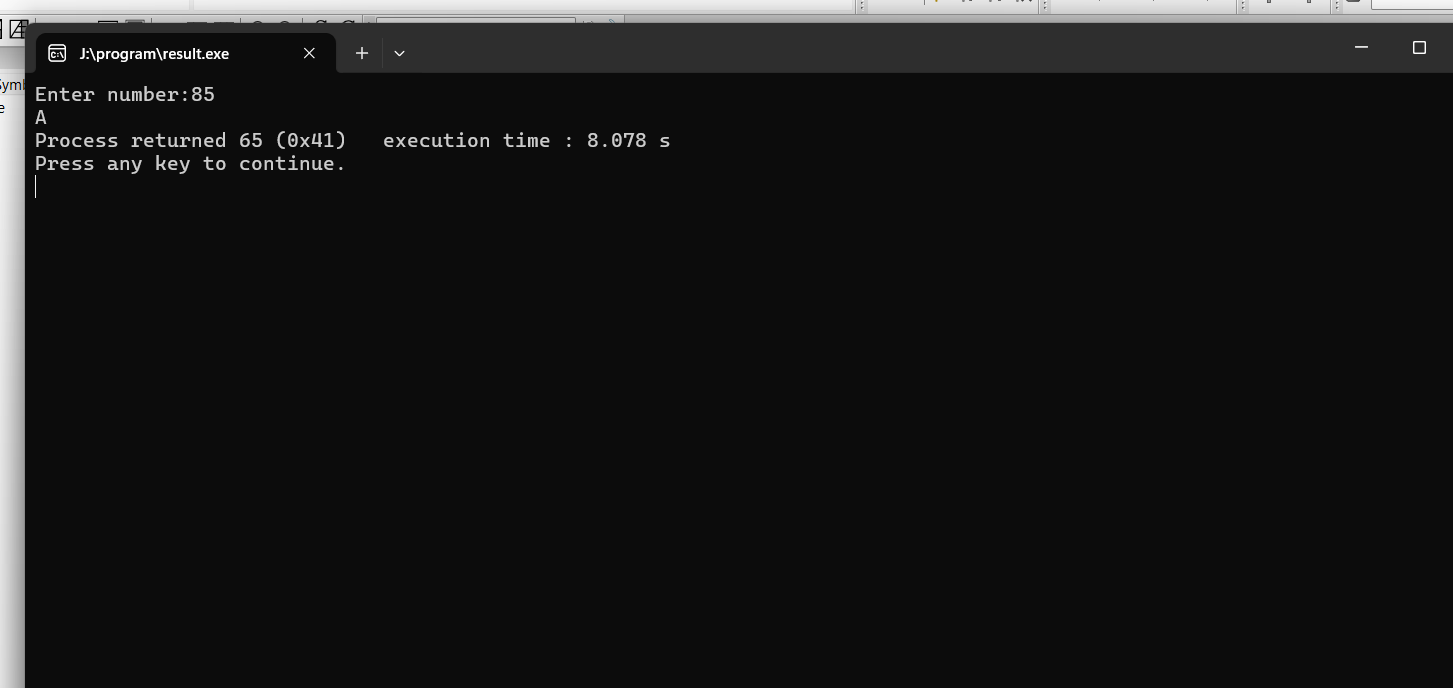 J:\program\result.exe
Enter number:85
A
Process returned 65 (0x41)   execution time : 8.078 s
Press any key to continue.